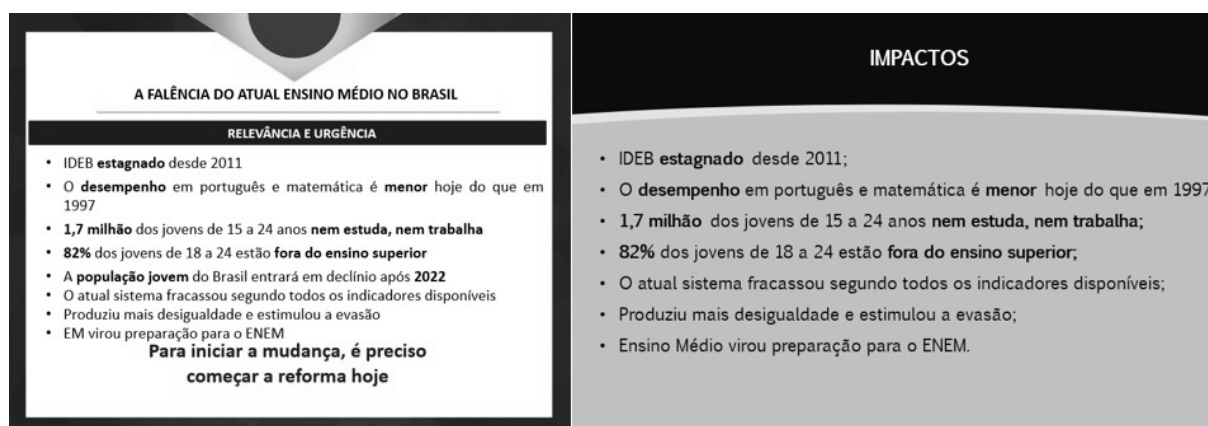 A FALÊNCIA DO ATUAL ENSINO MÉDIO NO BRASIL
RELEVÂNCIA E URGÊNCIA
• IDEB estagnado desde 2011
• O desempenho em português e matemática é menor hoje do que em
1997
• 1,7 milhão dos jovens de 15 a 24 anos nem estuda, nem trabalha
• 82% dos jovens de 18 a 24 estão fora do ensino superior
• A população jovem do Brasil entrará em declínio após 2022
• O atual sistema fracassou segundo todos os indicadores disponíveis
• Produziu mais desigualdade e estimulou a evasão
• EM virou preparação para o ENEM
Para iniciar a mudança, é preciso
começar a reforma hoje
IMPACTOS
• IDEB estagnado desde 2011;
• O desempenho em português e matemática é menor hoje do que em 1997
• 1,7 milhão dos jovens de 15 a 24 anos nem estuda, nem trabalha;
• 82% dos jovens de 18 a 24 estão fora do ensino superior;
• O atual sistema fracassou segundo todos os indicadores disponíveis;
• Produziu mais desigualdade e estimulou a evasão;
• Ensino Médio virou preparação para o ENEM.